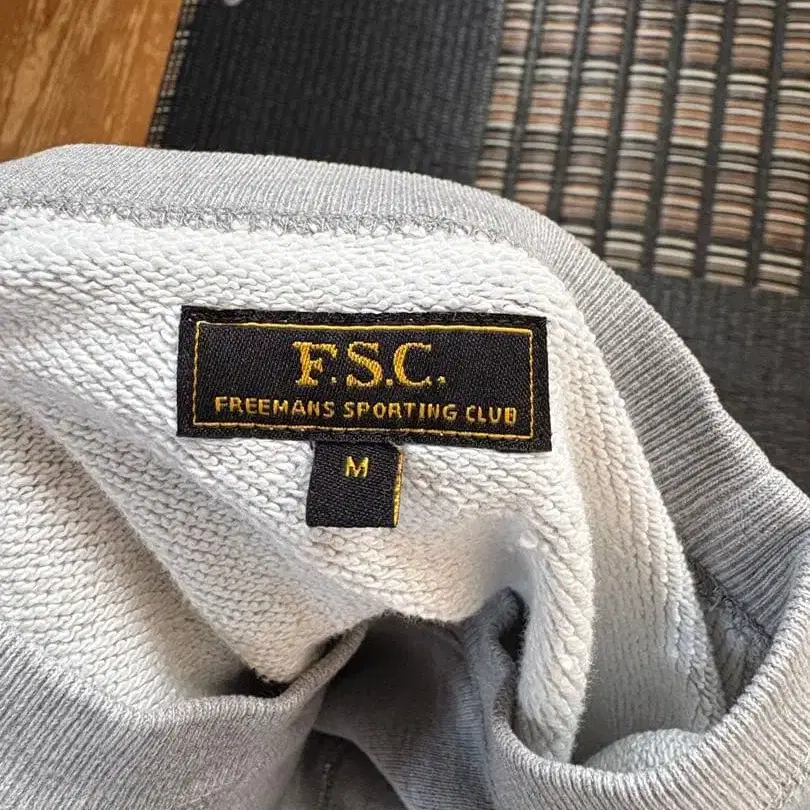 F.S.C.
FREEMANS SPORTING CLUB
M